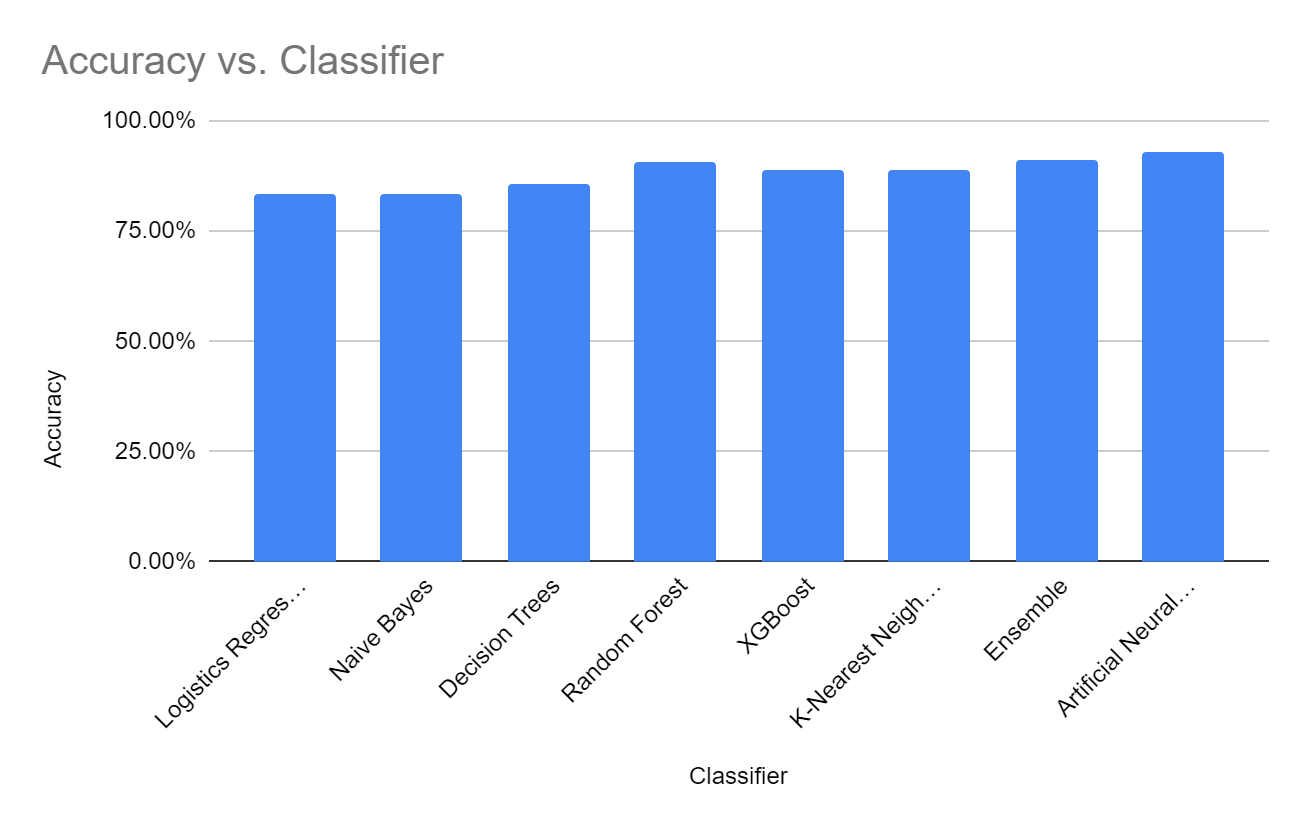 Accuracy vs. Classifier
100.00%
75.00%
50.00%
25.00%
0.00%
Accuracy
Logistics Regres…
Naive Bayes
Decision Trees
Random Forest
XGBoost
K-Nearest Neigh…
Ensemble
Artificial Neural…
Classifier